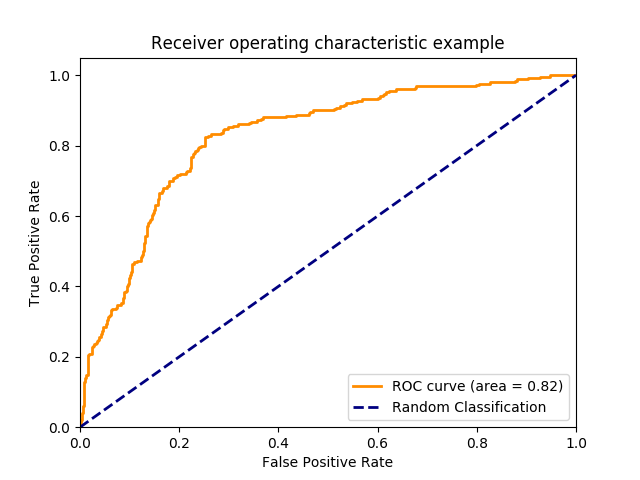 Receiver operating characteristic example
1.0
0.8
0.6
0.4
0.2
0.0
True Positive Rate
ROC curve (area = 0.82)
Random Classification
0.0 0.2 0.4 0.6 0.8 1.0
False Positive Rate